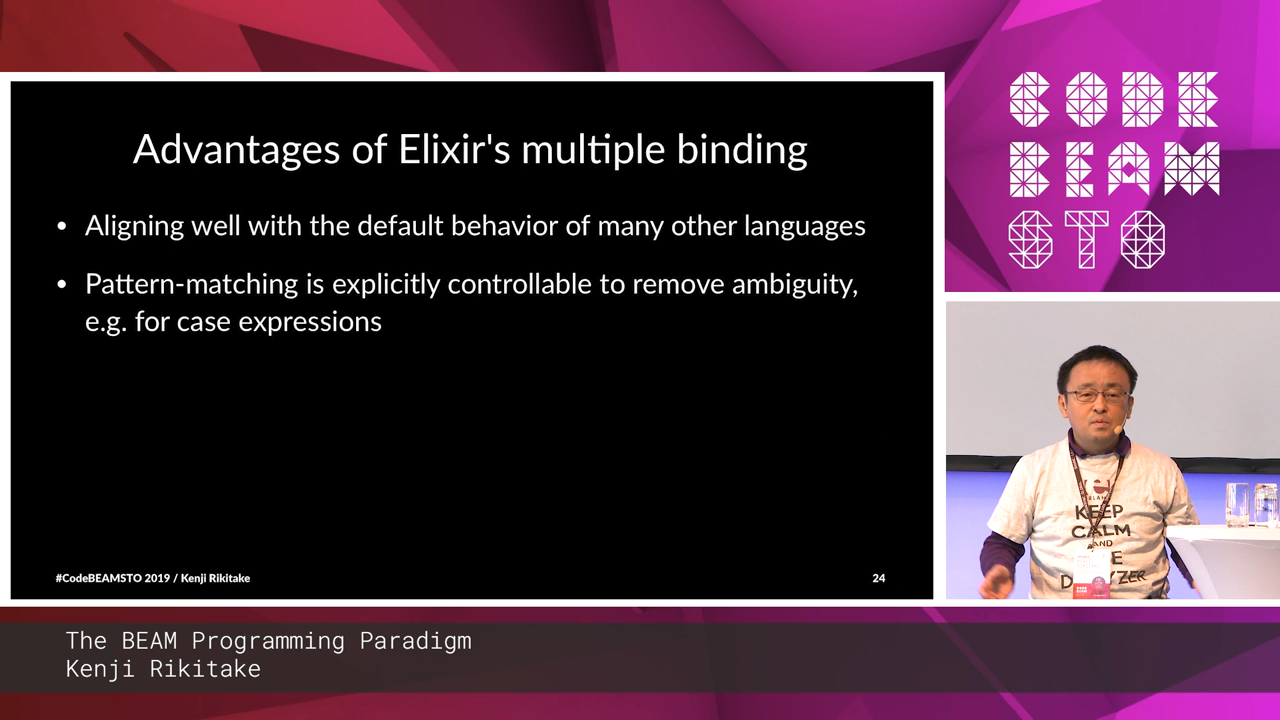 Advantages of Elixir's multiple binding
• Aligning well with the default behavior of many other languages
• Pattern-matching is explicitly controllable to remove ambiguity,
e.g. for case expressions
#CodeBEAMSTO 2019 / Kenji Rikitake
24
CODE
BEAM
STO
KEEP
CALM
AND
The BEAM Programming Paradigm
Kenji Rikitake